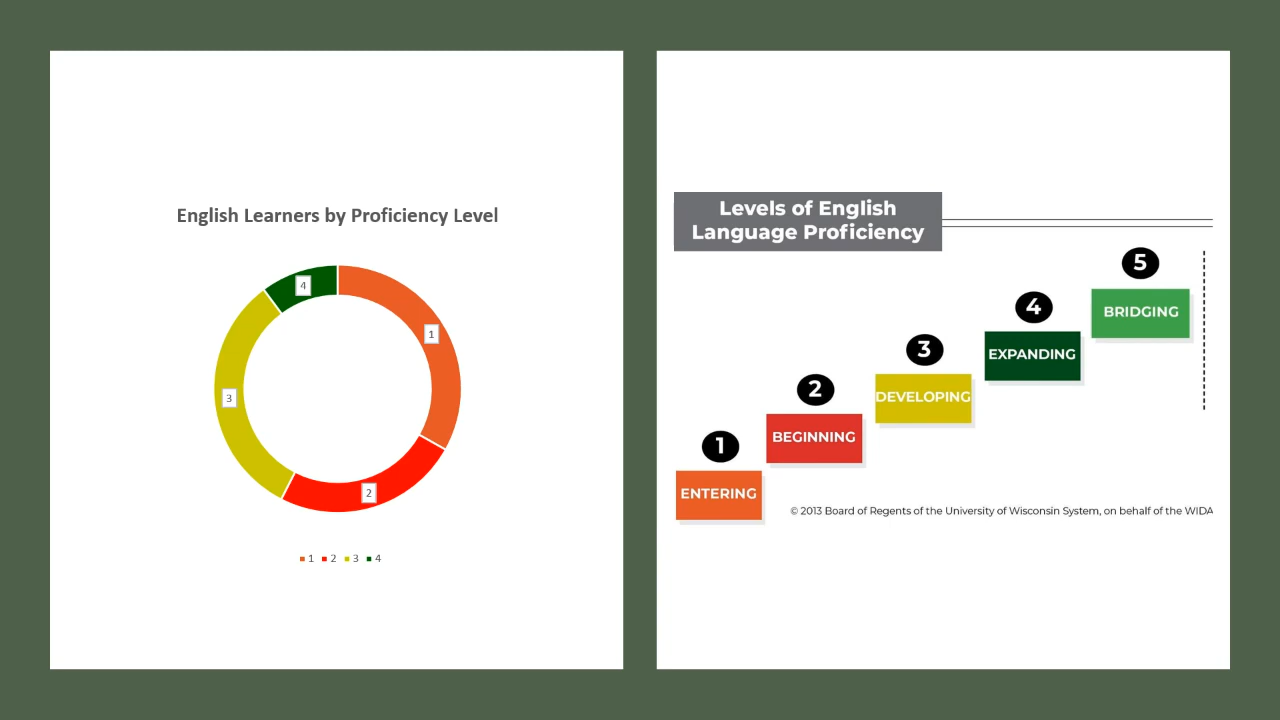 English Learners by Proficiency Level
4
1
3
2
1 2 3 4
Levels of English
Language Proficiency
5
BRIDGING
4
EXPANDING
3
DEVELOPING
2
BEGINNING
1
ENTERING
© 2013 Board of Regents of the University of Wisconsin System, on behalf of the WIDA